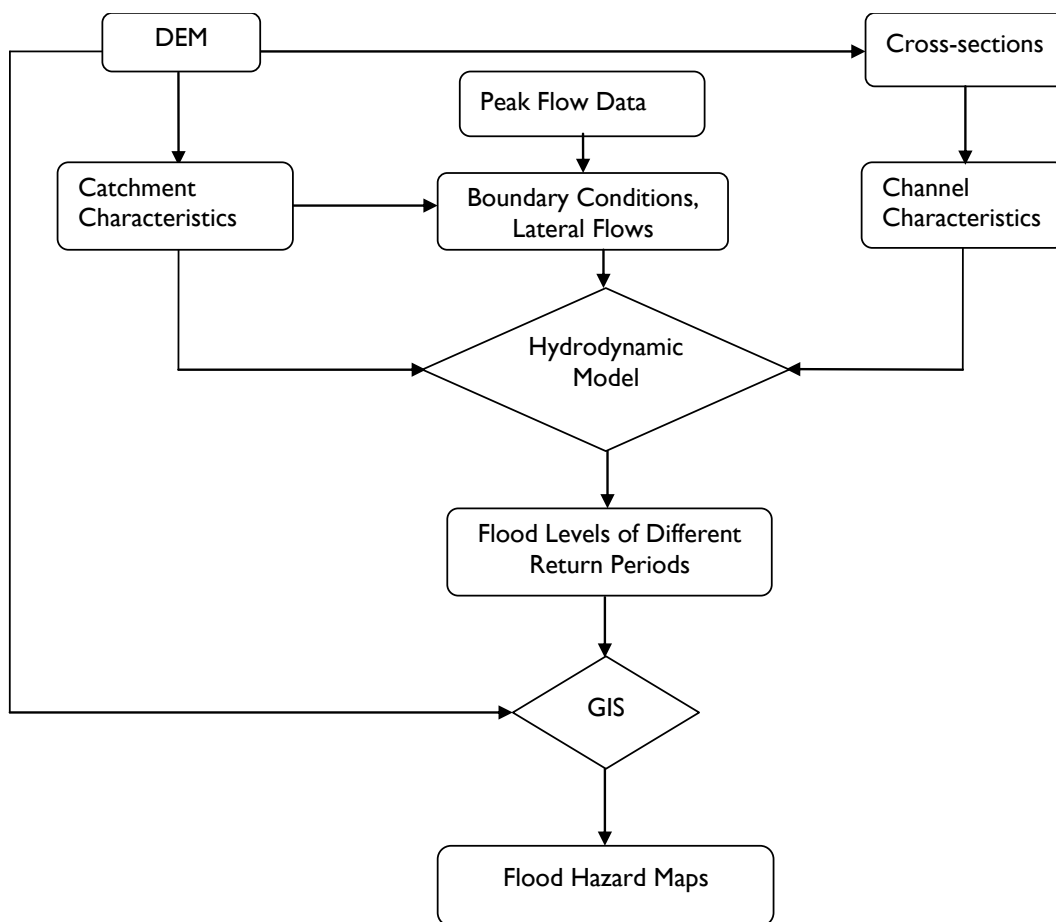 DEM
Cross-sections
Peak Flow Data
Catchment
Characteristics
Boundary Conditions,
Lateral Flows
Channel
Characteristics
Hydrodynamic
Model
Flood Levels of Different
Return Periods
GIS
Flood Hazard Maps